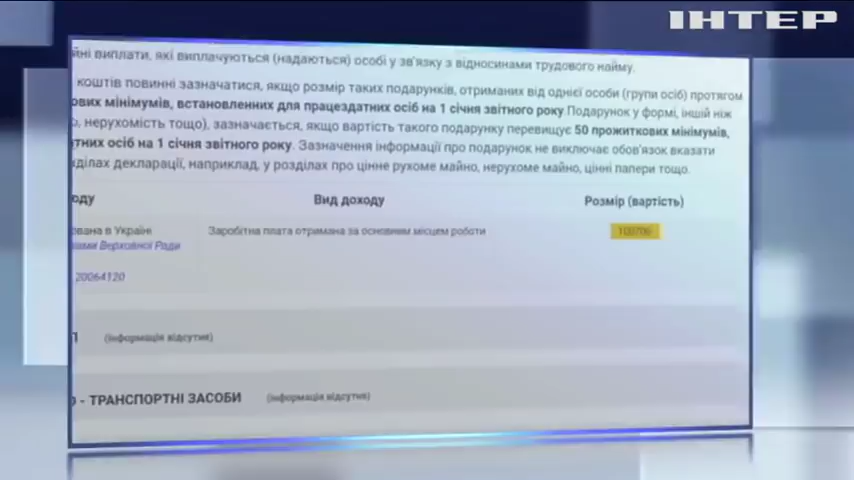 ІНТЕР
йні виплати, які виплачуються (надаються) особі у зв'язку з відносинами трудового найму.
коштів повинні зазначатися, якщо розмір таких подарунків, отриманих від однієї особи (групи осіб) протягом
ових мінімумів, встановленних для працездатних осіб на 1 січня звітного року.Подарунок у формі, іншій ніж
о, нерухомість тощо), зазначається, якщо вартість такого подарунку перевищує 50 прожиткових мінімумів,
тних осіб на 1 січня звітного року. Зазначення інформації про подарунок не виключає обов'язок вказати
ділах декларації, наприклад, у розділах про цінне рухоме майно, нерухоме майно, цінні папери тощо.
оду Вид доходу Розмір (вартість)
ована в Україні Заробітна плата отримана за основним місцем роботи
вами Верховної Ради
20064120
(інформація відсутня)
- ТРАНСПОРТНІ ЗАСОБИ (інформація відсутня)